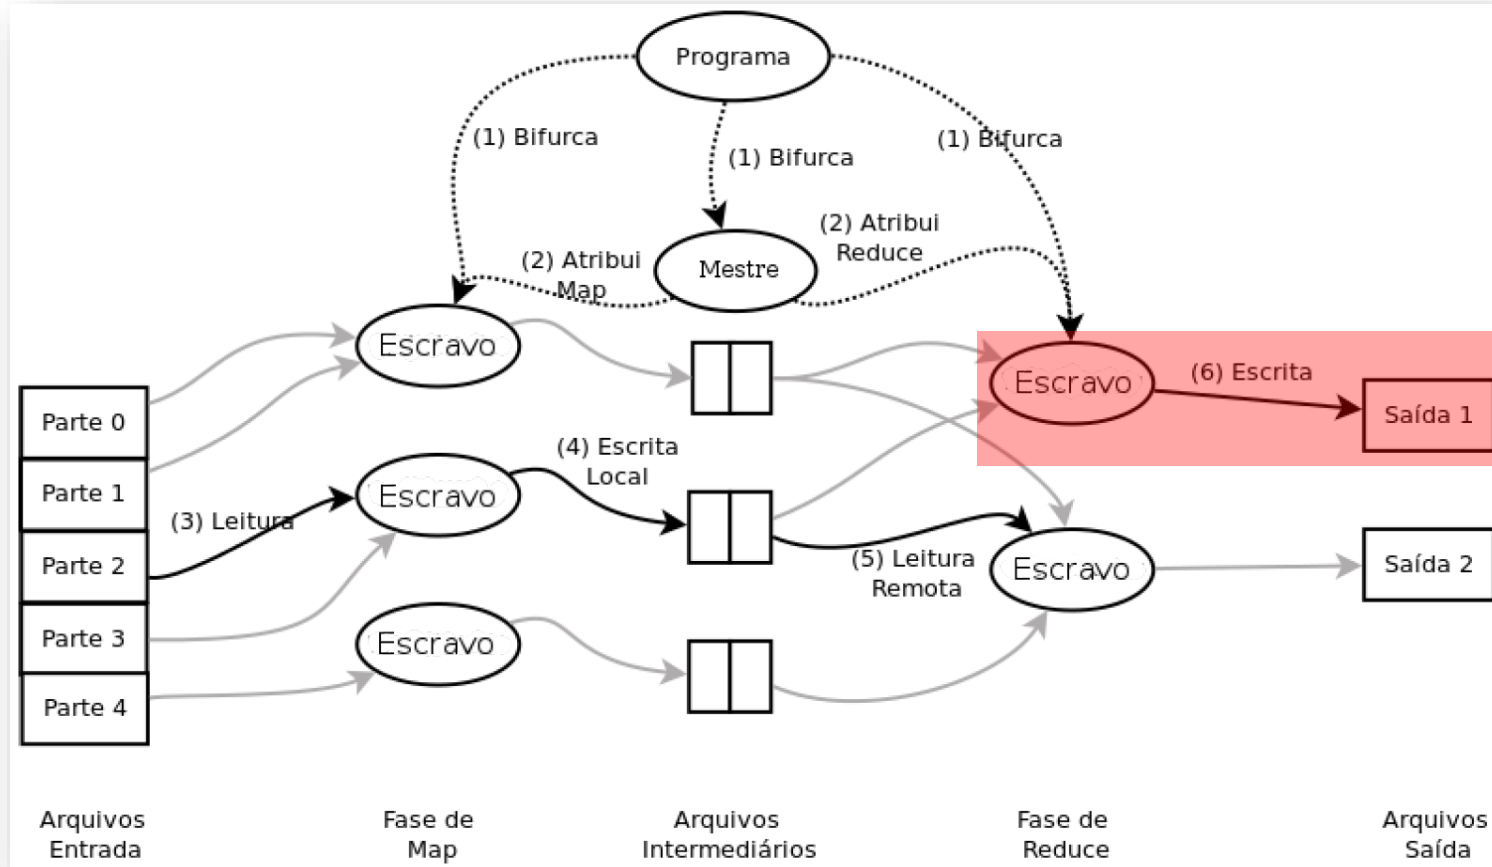 Programa
(1) Bifurca
(1) Bifurca
(1) Bifurca
(2) Atribui
Map
Mestre
(2) Atribui
Reduce
Escravo
Escravo
(6) Escrita
Saída 1
Parte 0
Parte 1
Parte 2
Parte 3
Parte 4
(3) Leitura
Escravo
(4) Escrita
Local
(5) Leitura
Remota
Escravo
Saída 2
Escravo
Arquivos
Entrada
Fase de
Map
Arquivos
Intermediários
Fase de
Reduce
Arquivos
Saída